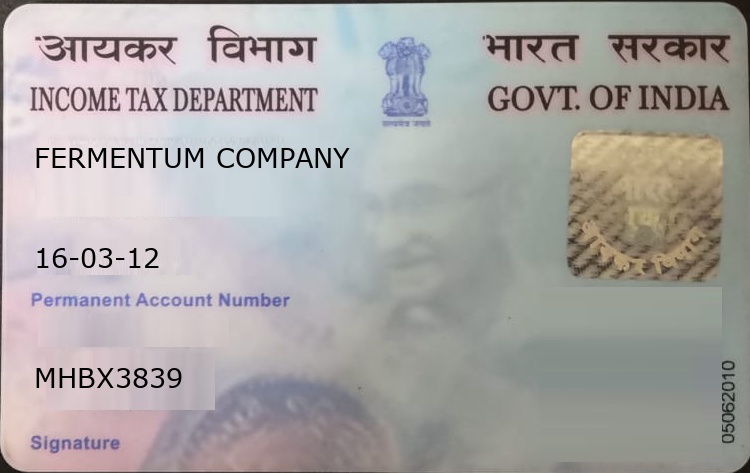 आयकर विभाग
भारत सरकार
INCOME TAX DEPARTMENT
GOVT. OF INDIA
सत्यमेव जयते
FERMENTUM COMPANY
16-03-12
Permanent Account Number
MHBX3839
Signature
05062010